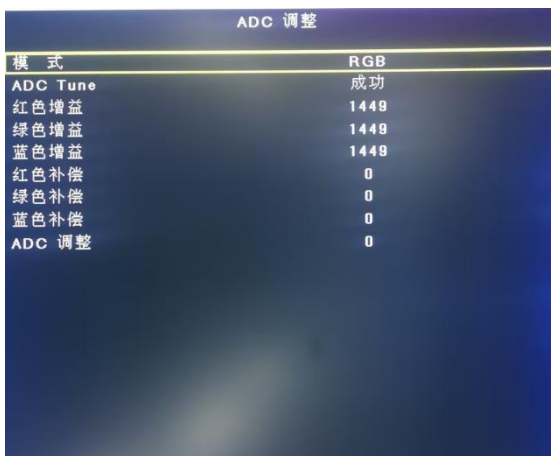 ADC 调整
模 式 RGB
ADC Tune 成功
红色增益 1449
绿色增益 1449
蓝色增益 1449
红色补偿 0
绿色补偿 0
蓝色补偿 0
ADC 调整 0